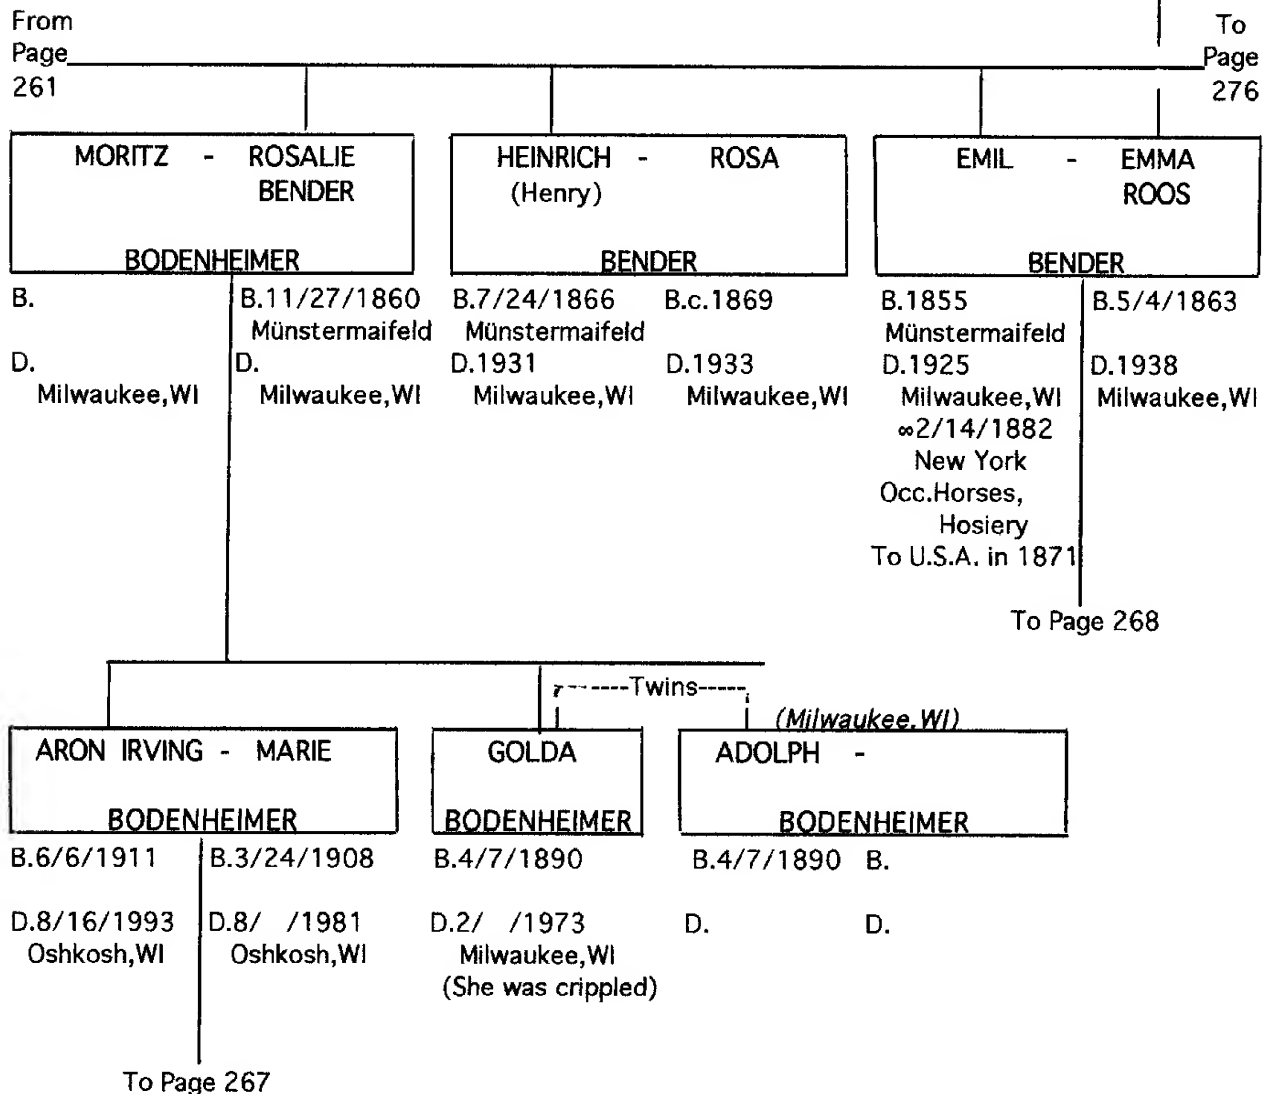 From
Page
261
To
Page
276
MORITZ - ROSALIE
BENDER
BODENHEIMER
B.
B.11/27/1860
Münstermaifeld
D.
D.
Milwaukee,WI
Milwaukee,WI
HEINRICH - ROSA
(Henry)
BENDER
B.7/24/1866 B.c.1869
Münstermaifeld
D.1931 D.1933
Milwaukee,WI Milwaukee,WI
EMIL - EMMA
ROOS
BENDER
B.1855 B.5/4/1863
Münstermaifeld
D.1925 D.1938
Milwaukee,WI Milwaukee,WI
∞2/14/1882
New York
Occ.Horses,
Hosiery
To U.S.A. in 1871
To Page 268
Twins
(Milwaukee,WI)
ARON IRVING - MARIE
BODENHEIMER
B.6/6/1911 B.3/24/1908
D.8/16/1993 D.8/ /1981
Oshkosh,WI Oshkosh,WI
To Page 267
GOLDA
BODENHEIMER
B.4/7/1890
D.2/ /1973
Milwaukee,WI
(She was crippled)
ADOLPH -
BODENHEIMER
B.4/7/1890 B.
D. D.